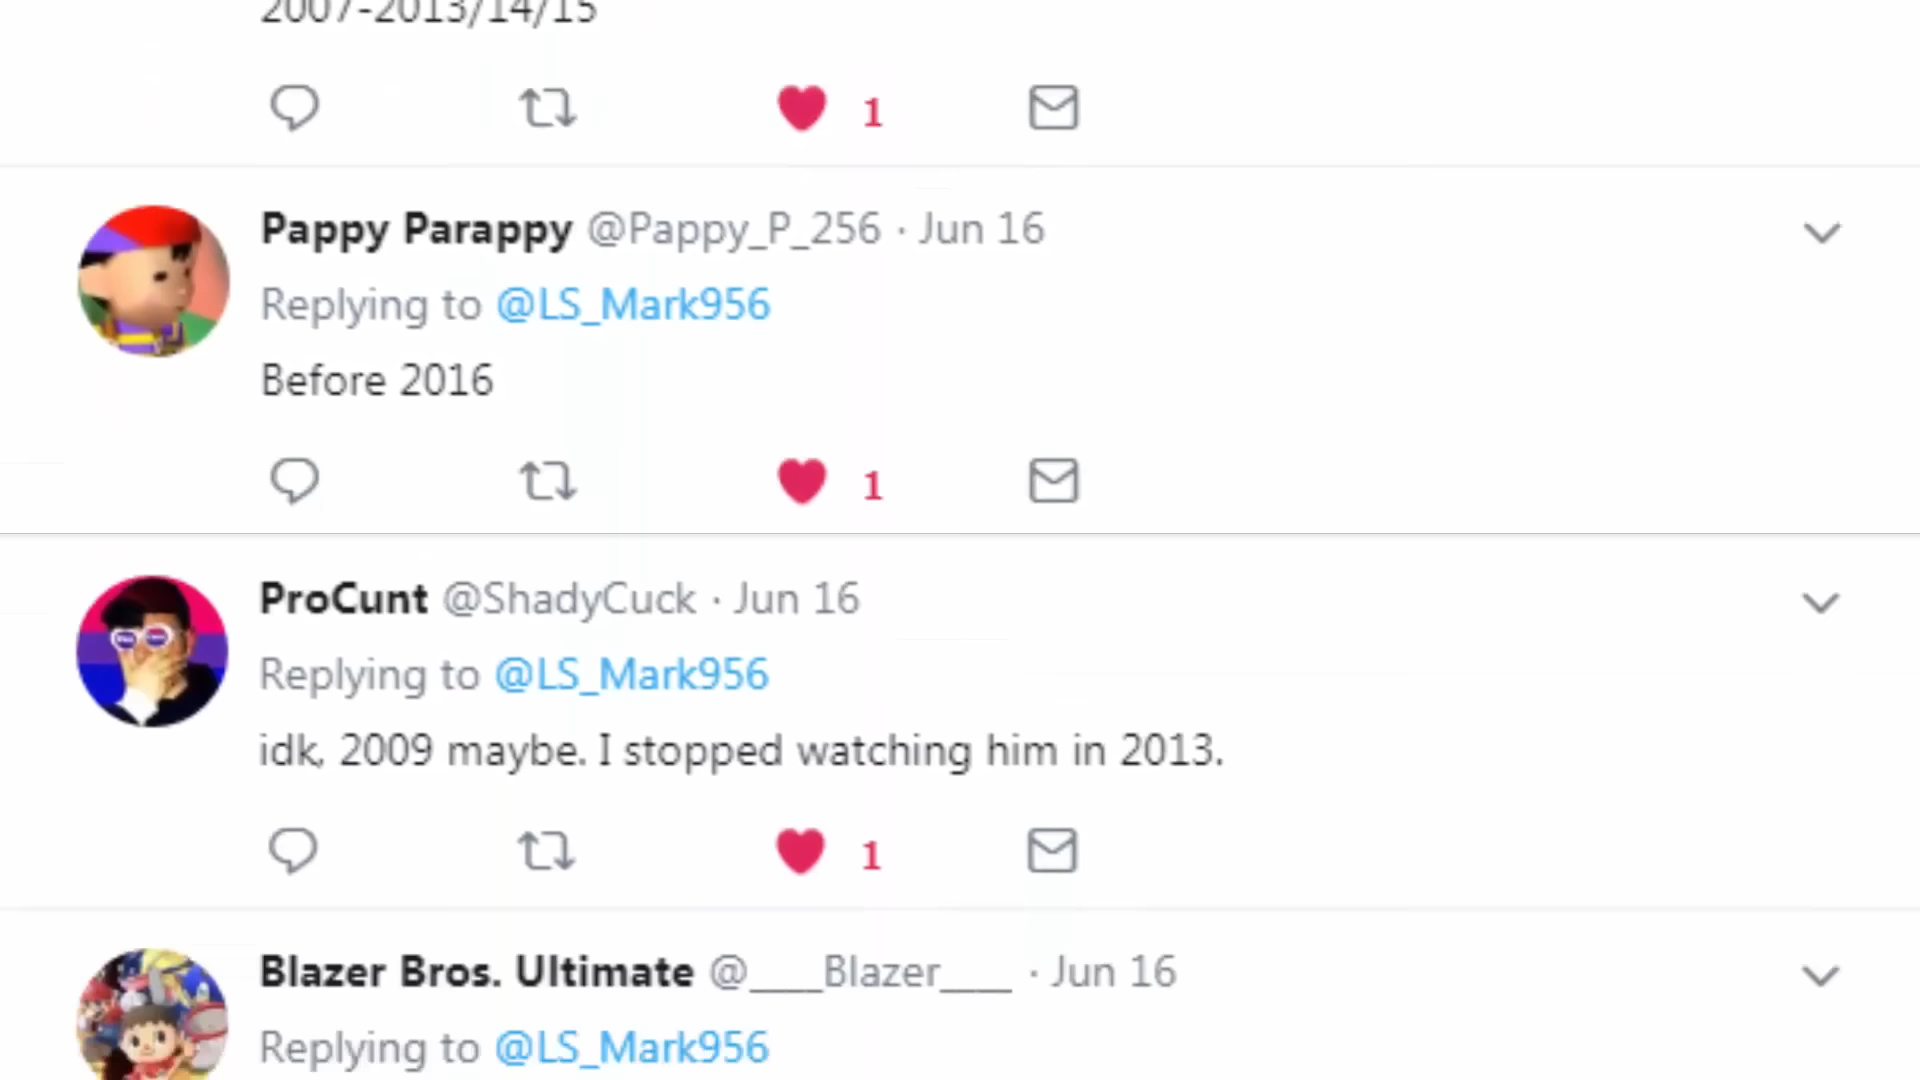 2007-2013/14/15
1
Pappy Parappy @Pappy_P_256 · Jun 16
Replying to @LS_Mark956
Before 2016
1
ProCunt @ShadyCuck · Jun 16
Replying to @LS_Mark956
idk, 2009 maybe. I stopped watching him in 2013.
1
Blazer Bros. Ultimate @____Blazer____ · Jun 16
Replying to @LS_Mark956